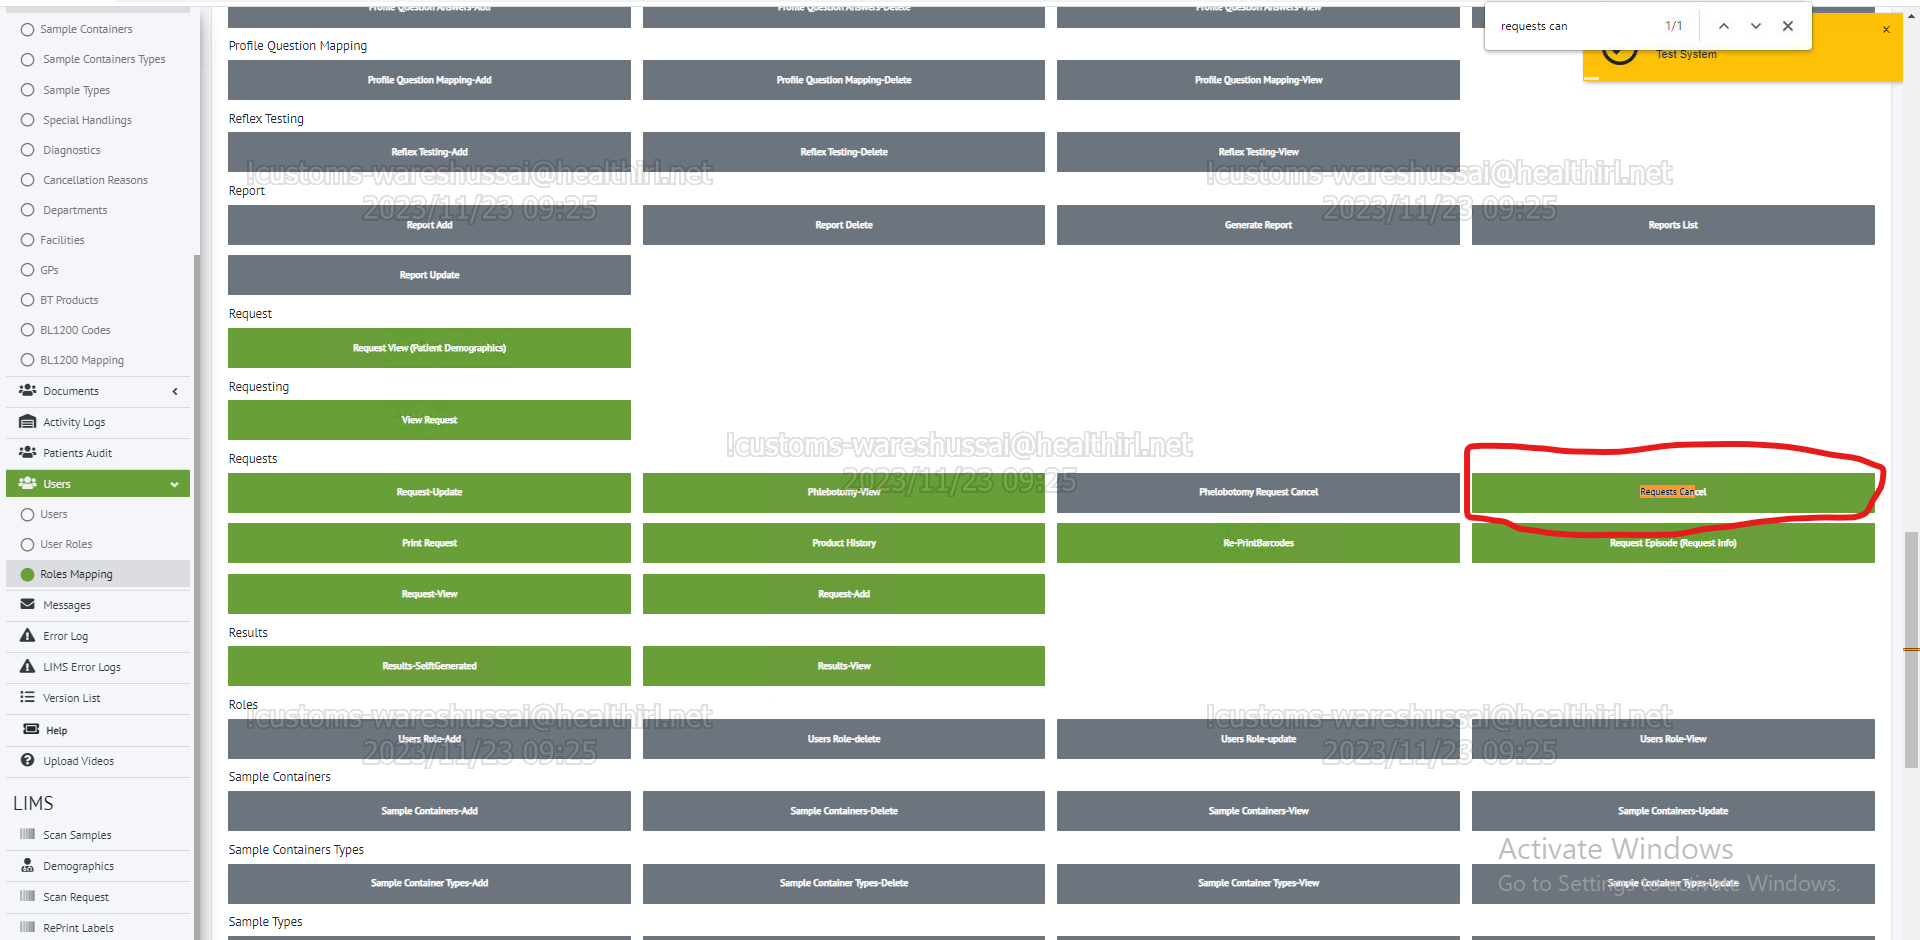 Sample Containers
Sample Containers Types
Sample Types
Special Handlings
Diagnostics
Cancellation Reasons
Departments
Facilities
GPs
BT Products
BL1200 Codes
BL1200 Mapping
Documents
Activity Logs
Patients Audit
Users
Users
User Roles
Roles Mapping
Messages
Error Log
LIMS Error Logs
Version List
Help
Upload Videos
LIMS
Scan Samples
Demographics
Scan Request
RePrint Labels
requests can 1/1
Test System
Profile Question Answers-Add Profile Question Answers-Delete Profile Question Answers-View
Profile Question Mapping
Profile Question Mapping-Add Profile Question Mapping-Delete Profile Question Mapping-View
Reflex Testing
Reflex Testing-Add Reflex Testing-Delete Reflex Testing-View
!customs-wareshussai@healthirl.net !customs-wareshussai@healthirl.net
Report
2023/11/23 09:25 2023/11/23 09:25
Report Add Report Delete Generate Report Reports List
Report Update
Request
Request View (Patient Demographics)
Requesting
View Request
!customs-wareshussai@healthirl.net
Requests
2023/11/23 09:25
Request-Update Phlebotomy-View Phelobotomy Request Cancel Requests Cancel
Print Request Product History Re-PrintBarcodes Request Episode (Request Info)
Request-View Request-Add
Results
Results-SelftGenerated Results-View
Roles
!customs-wareshussai@healthirl.net !customs-wareshussai@healthirl.net
Users Role-Add Users Role-delete Users Role-update Users Role-View
2023/11/23 09:25 2023/11/23 09:25
Sample Containers
Sample Containers-Add Sample Containers-Delete Sample Containers-View Sample Containers-Update
Sample Containers Types
Activate Windows
Sample Container Types-Add Sample Container Types-Delete Sample Container Types-View Sample Container Types-Update
Go to Settings to activate Windows.
Sample Types